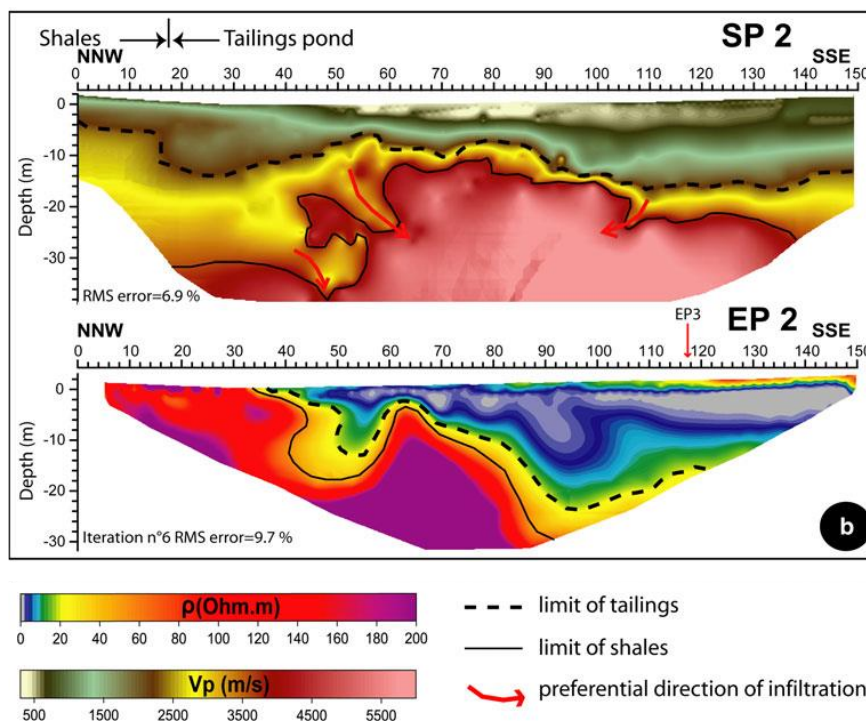 Shales Tailings pond SP 2
NNW SSE
0 10 20 30 40 50 60 70 80 90 100 110 120 130 140 150
0
-10
-20
-30
Depth (m)
RMS error=6.9 %
EP 2
EP3
NNW SSE
0 10 20 30 40 50 60 70 80 90 100 110 120 130 140 150
0
-10
-20
-30
Depth (m)
Iteration n°6 RMS error=9.7 %
b
ρ(Ohm.m)
0 20 40 60 80 100 120 140 160 180 200
Vp (m/s)
500 1500 2500 3500 4500 5500
limit of tailings
limit of shales
preferential direction of infiltration